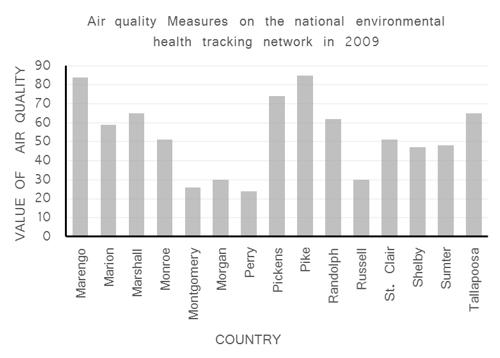 Air quality Measures on the national environmental
health tracking network in 2009
VALUE OF AIR QUALITY
90
80
70
60
50
40
30
20
10
0
Marengo
Marion
Marshall
Monroe
Montgomery
Morgan
Perry
Pickens
Pike
Randolph
Russell
St. Clair
Shelby
Sumter
Tallapoosa
COUNTRY